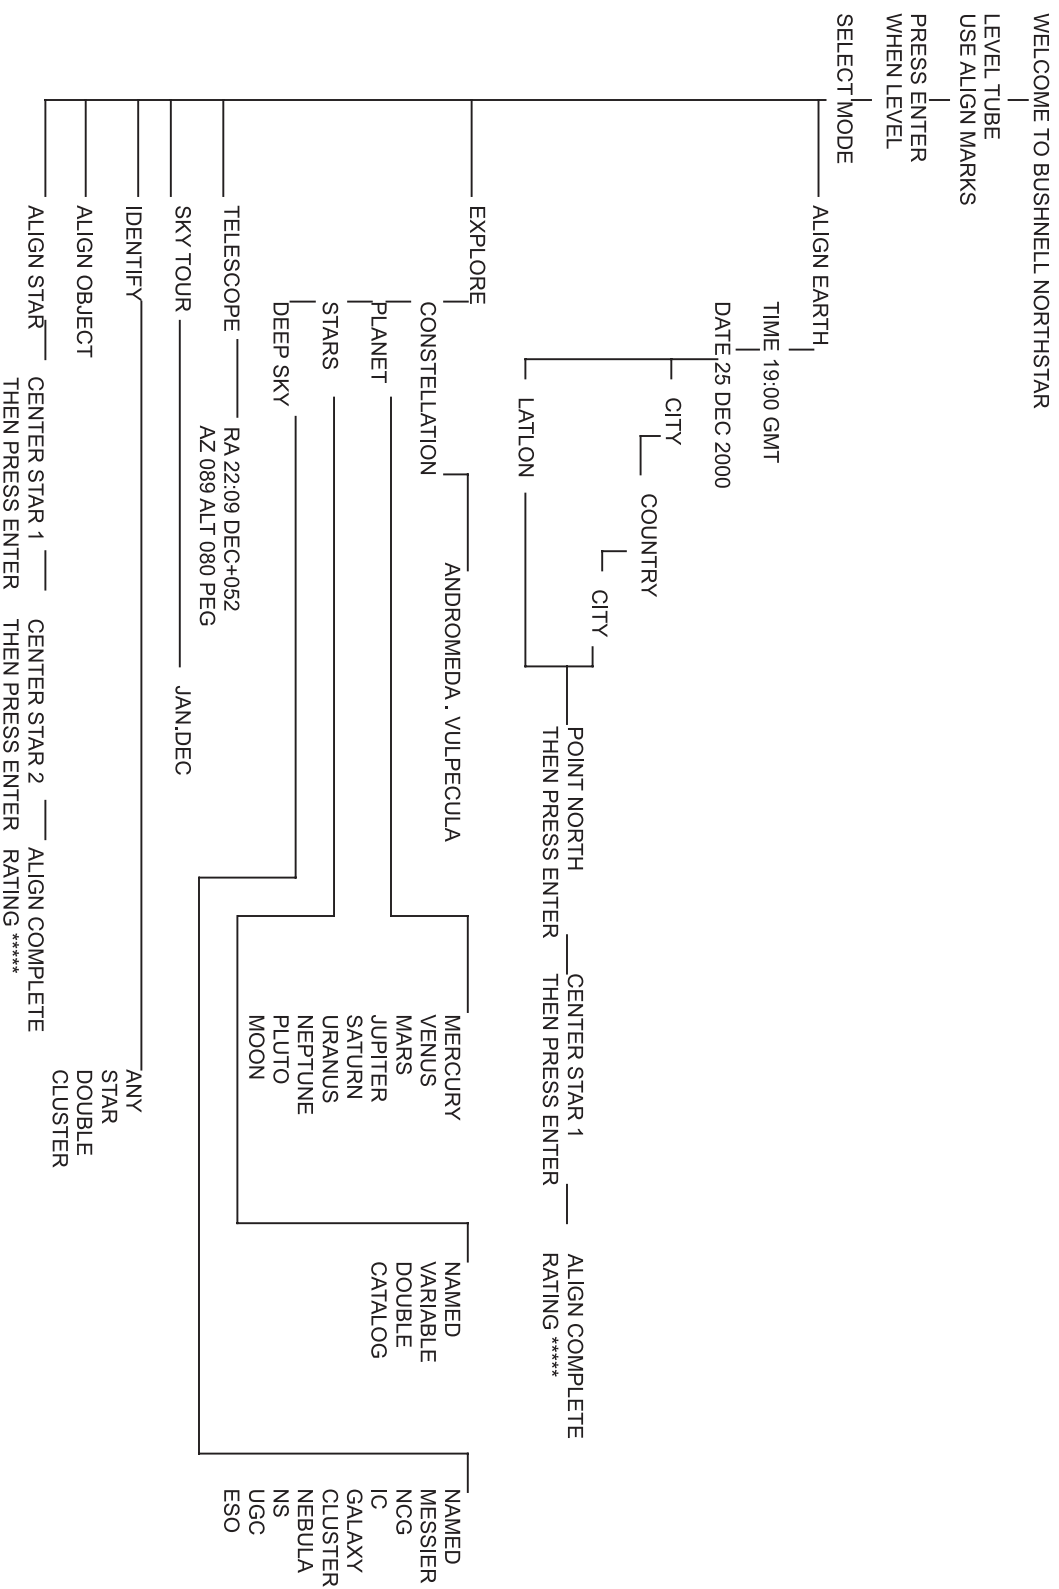 WELCOME TO BUSHNELL NORTHSTAR
LEVEL TUBE
USE ALIGN MARKS
PRESS ENTER
WHEN LEVEL
SELECT MODE
ALIGN EARTH
TIME 19:00 GMT
DATE 25 DEC 2000
CITY
COUNTRY
CITY
LATLON
POINT NORTH
THEN PRESS ENTER
CENTER STAR 1
THEN PRESS ENTER
ALIGN COMPLETE
RATING *****
EXPLORE
CONSTELLATION
ANDROMEDA . VULPECULA
PLANET
MERCURY
VENUS
MARS
JUPITER
SATURN
URANUS
NEPTUNE
PLUTO
MOON
STARS
NAMED
VARIABLE
DOUBLE
CATALOG
DEEP SKY
NAMED
MESSIER
NCG
IC
GALAXY
CLUSTER
NEBULA
NS
UGC
ESO
TELESCOPE
RA 22:09 DEC+052
AZ 089 ALT 080 PEG
SKY TOUR
JAN.DEC
IDENTIFY
ANY
STAR
DOUBLE
CLUSTER
ALIGN OBJECT
ALIGN STAR
CENTER STAR 1
THEN PRESS ENTER
CENTER STAR 2
THEN PRESS ENTER
ALIGN COMPLETE
RATING *****